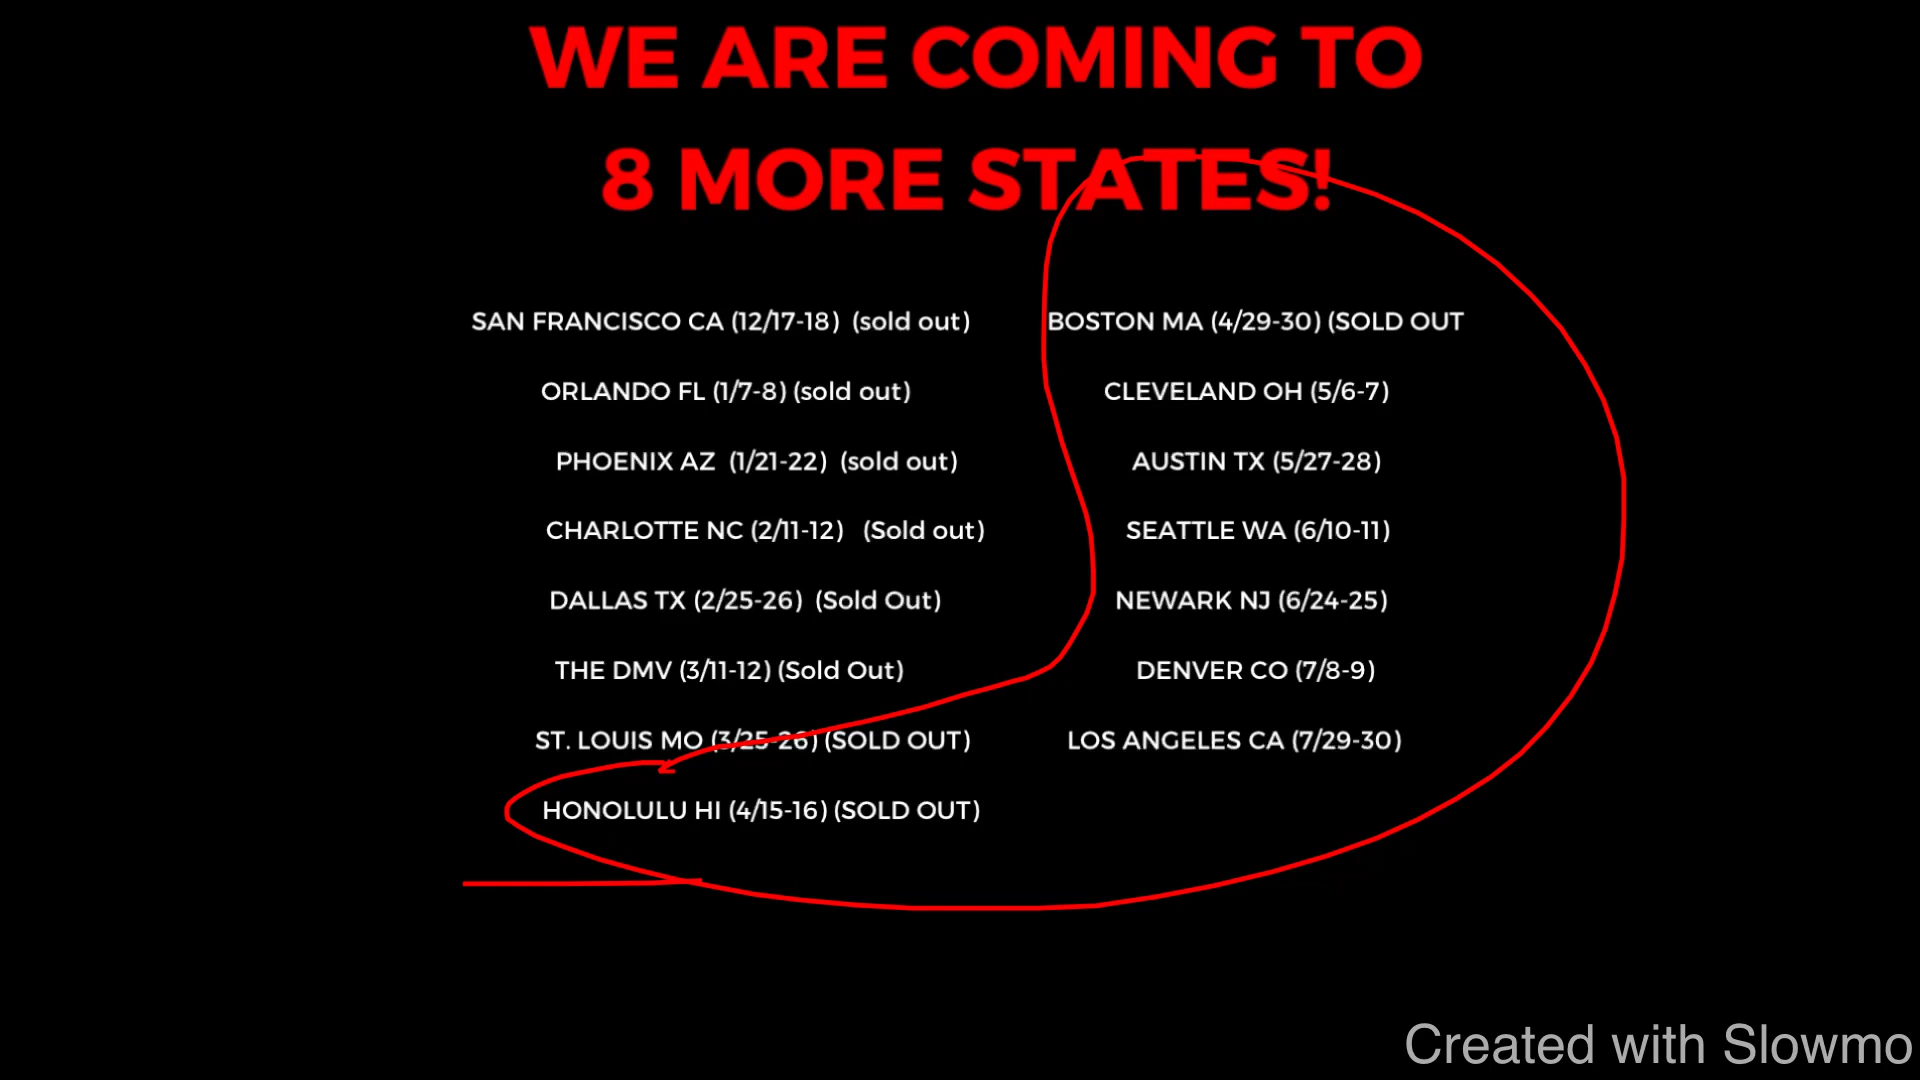 WE ARE COMING TO
8 MORE STATES!
SAN FRANCISCO CA (12/17-18) (sold out)
ORLANDO FL (1/7-8) (sold out)
PHOENIX AZ (1/21-22) (sold out)
CHARLOTTE NC (2/11-12) (Sold out)
DALLAS TX (2/25-26) (Sold Out)
THE DMV (3/11-12) (Sold Out)
ST. LOUIS MO (3/25-26) (SOLD OUT)
HONOLULU HI (4/15-16) (SOLD OUT)
BOSTON MA (4/29-30) (SOLD OUT
CLEVELAND OH (5/6-7)
AUSTIN TX (5/27-28)
SEATTLE WA (6/10-11)
NEWARK NJ (6/24-25)
DENVER CO (7/8-9)
LOS ANGELES CA (7/29-30)
Created with Slowmo